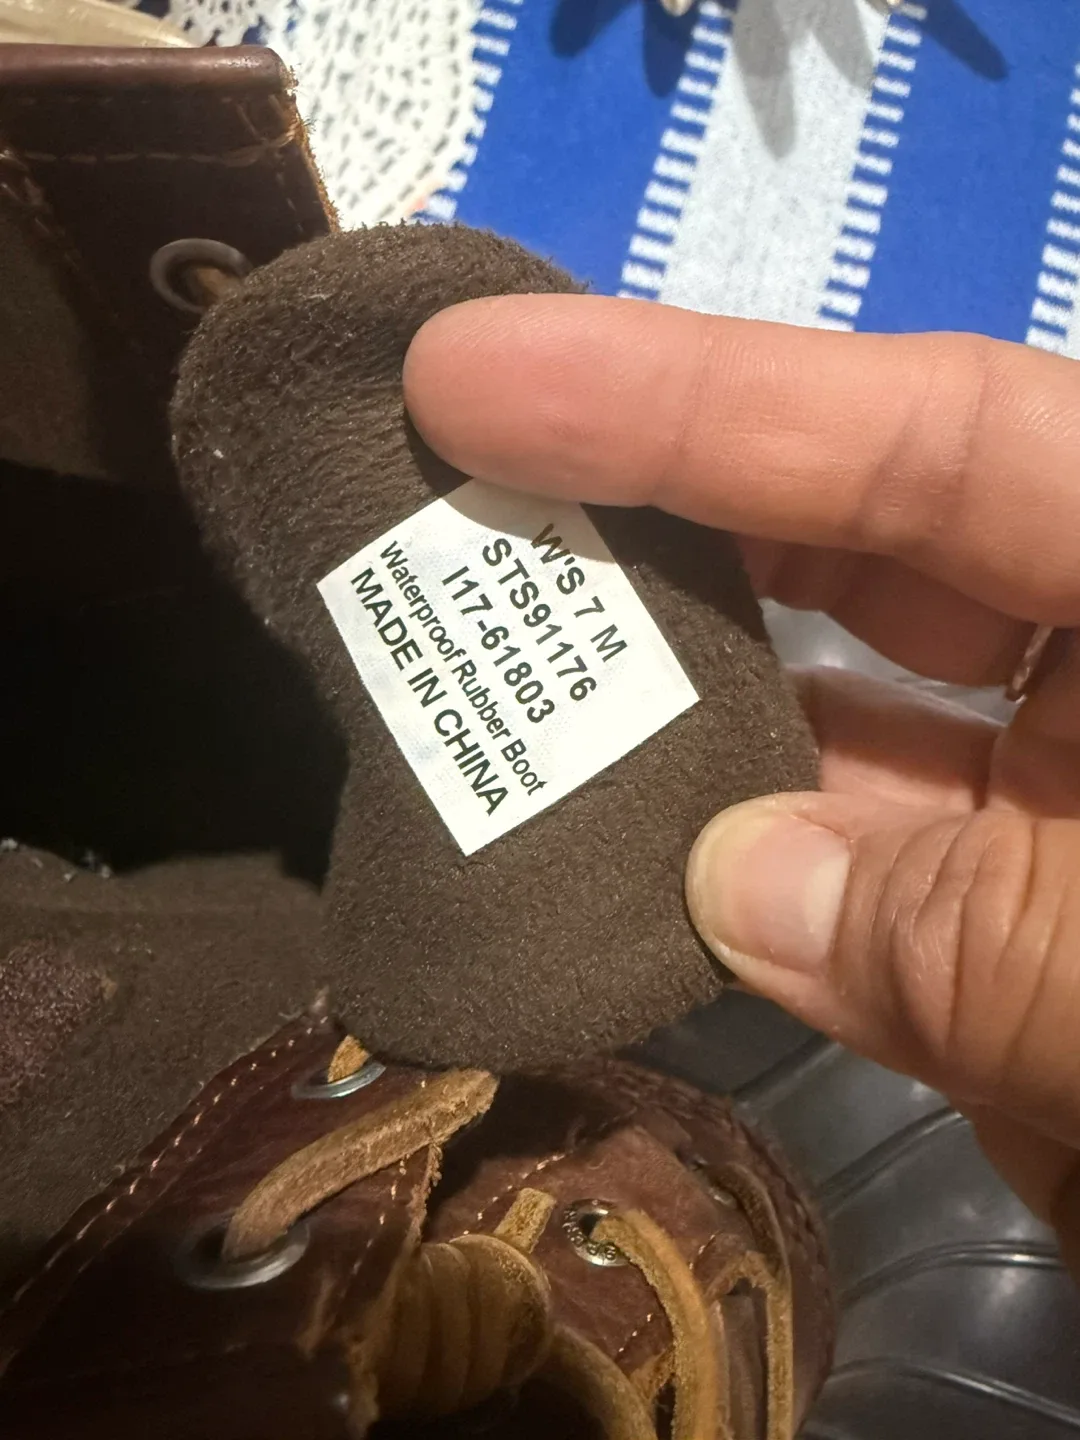 W'S 7 M
STS91176
I17-61803
Waterproof Rubber Boot
MADE IN CHINA